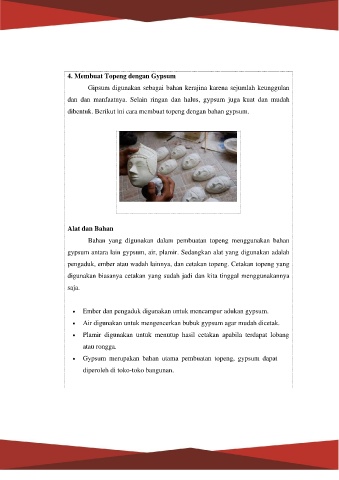 4. Membuat Topeng dengan Gypsum
Gipsum digunakan sebagai bahan kerajina karena sejumlah keunggulan
dan dan manfaatnya. Selain ringan dan halus, gypsum juga kuat dan mudah
dibentuk. Berikut ini cara membuat topeng dengan bahan gypsum.
Alat dan Bahan
Bahan yang digunakan dalam pembuatan topeng menggunakan bahan
gypsum antara lain gypsum, air, plamir. Sedangkan alat yang digunakan adalah
pengaduk, ember atau wadah lainnya, dan cetakan topeng. Cetakan topeng yang
digunakan biasanya cetakan yang sudah jadi dan kita tinggal menggunakannya
saja.
• Ember dan pengaduk digunakan untuk mencampur adukan gypsum.
• Air digunakan untuk mengencerkan bubuk gypsum agar mudah dicetak.
• Plamir digunakan untuk menutup hasil cetakan apabila terdapat lobang
atau rongga.
• Gypsum merupakan bahan utama pembuatan topeng, gypsum dapat
diperoleh di toko-toko bangunan.